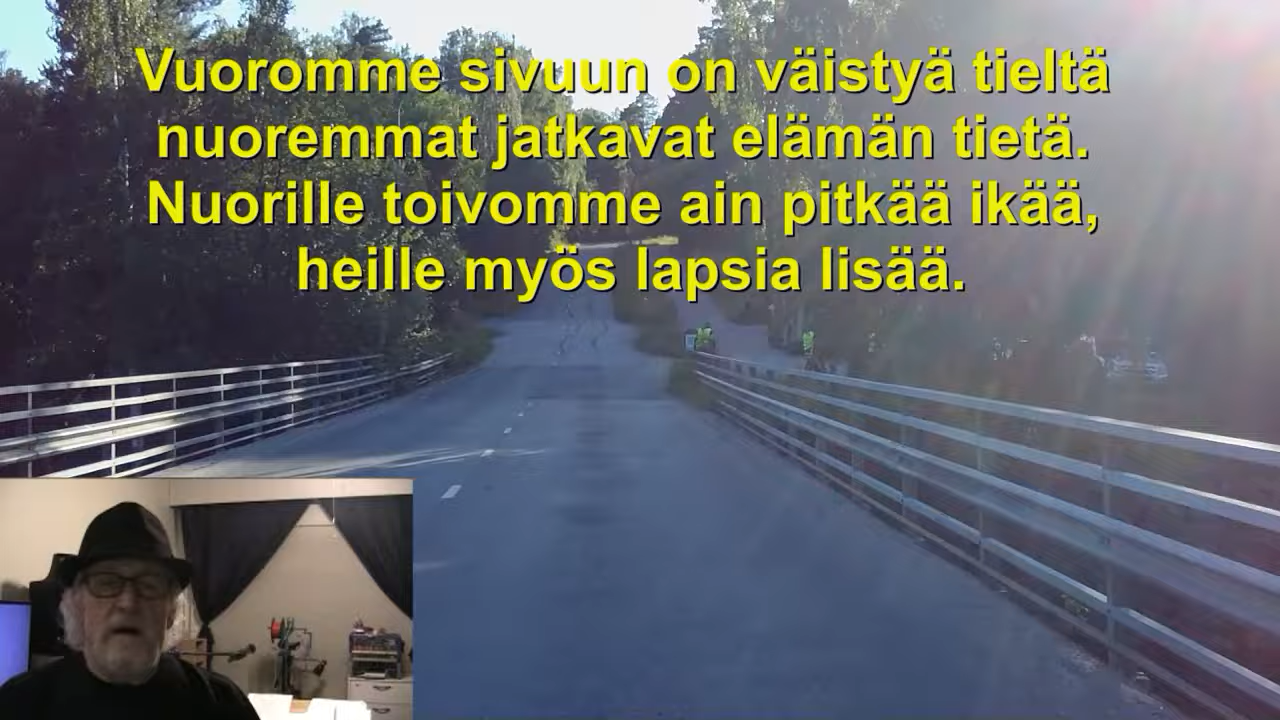 Vuoromme sivuun on väistyä tieltä
nuoremmat jatkavat elämän tietä.
Nuorille toivomme ain pitkää ikää,
heille myös lapsia lisää.